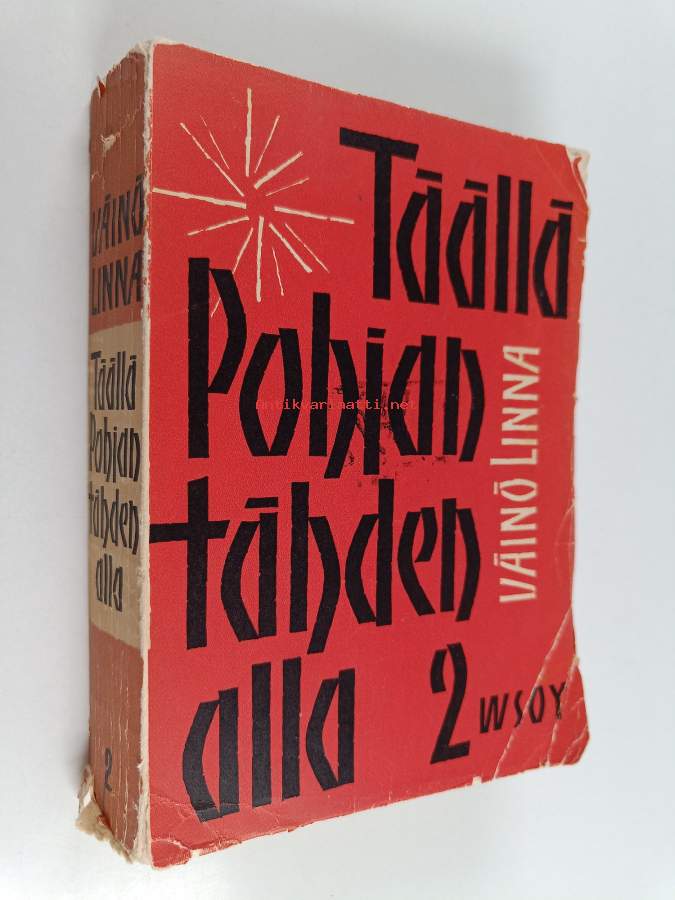 VÄINÖ
LINNA
Täällä
Pohjan
tähden
alla
2
Täällä
Pohjan
tähden
alla 2
WSOY
VÄINÖ LINNA
antikvariaatti.net